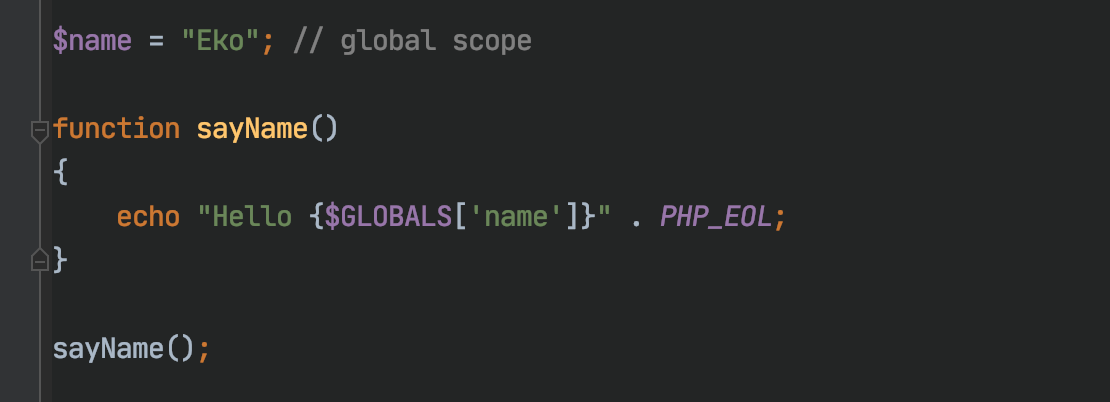 $name = "Eko"; // global scope
function sayName()
{
    echo "Hello {$GLOBALS['name']}" . PHP_EOL;
}
sayName();